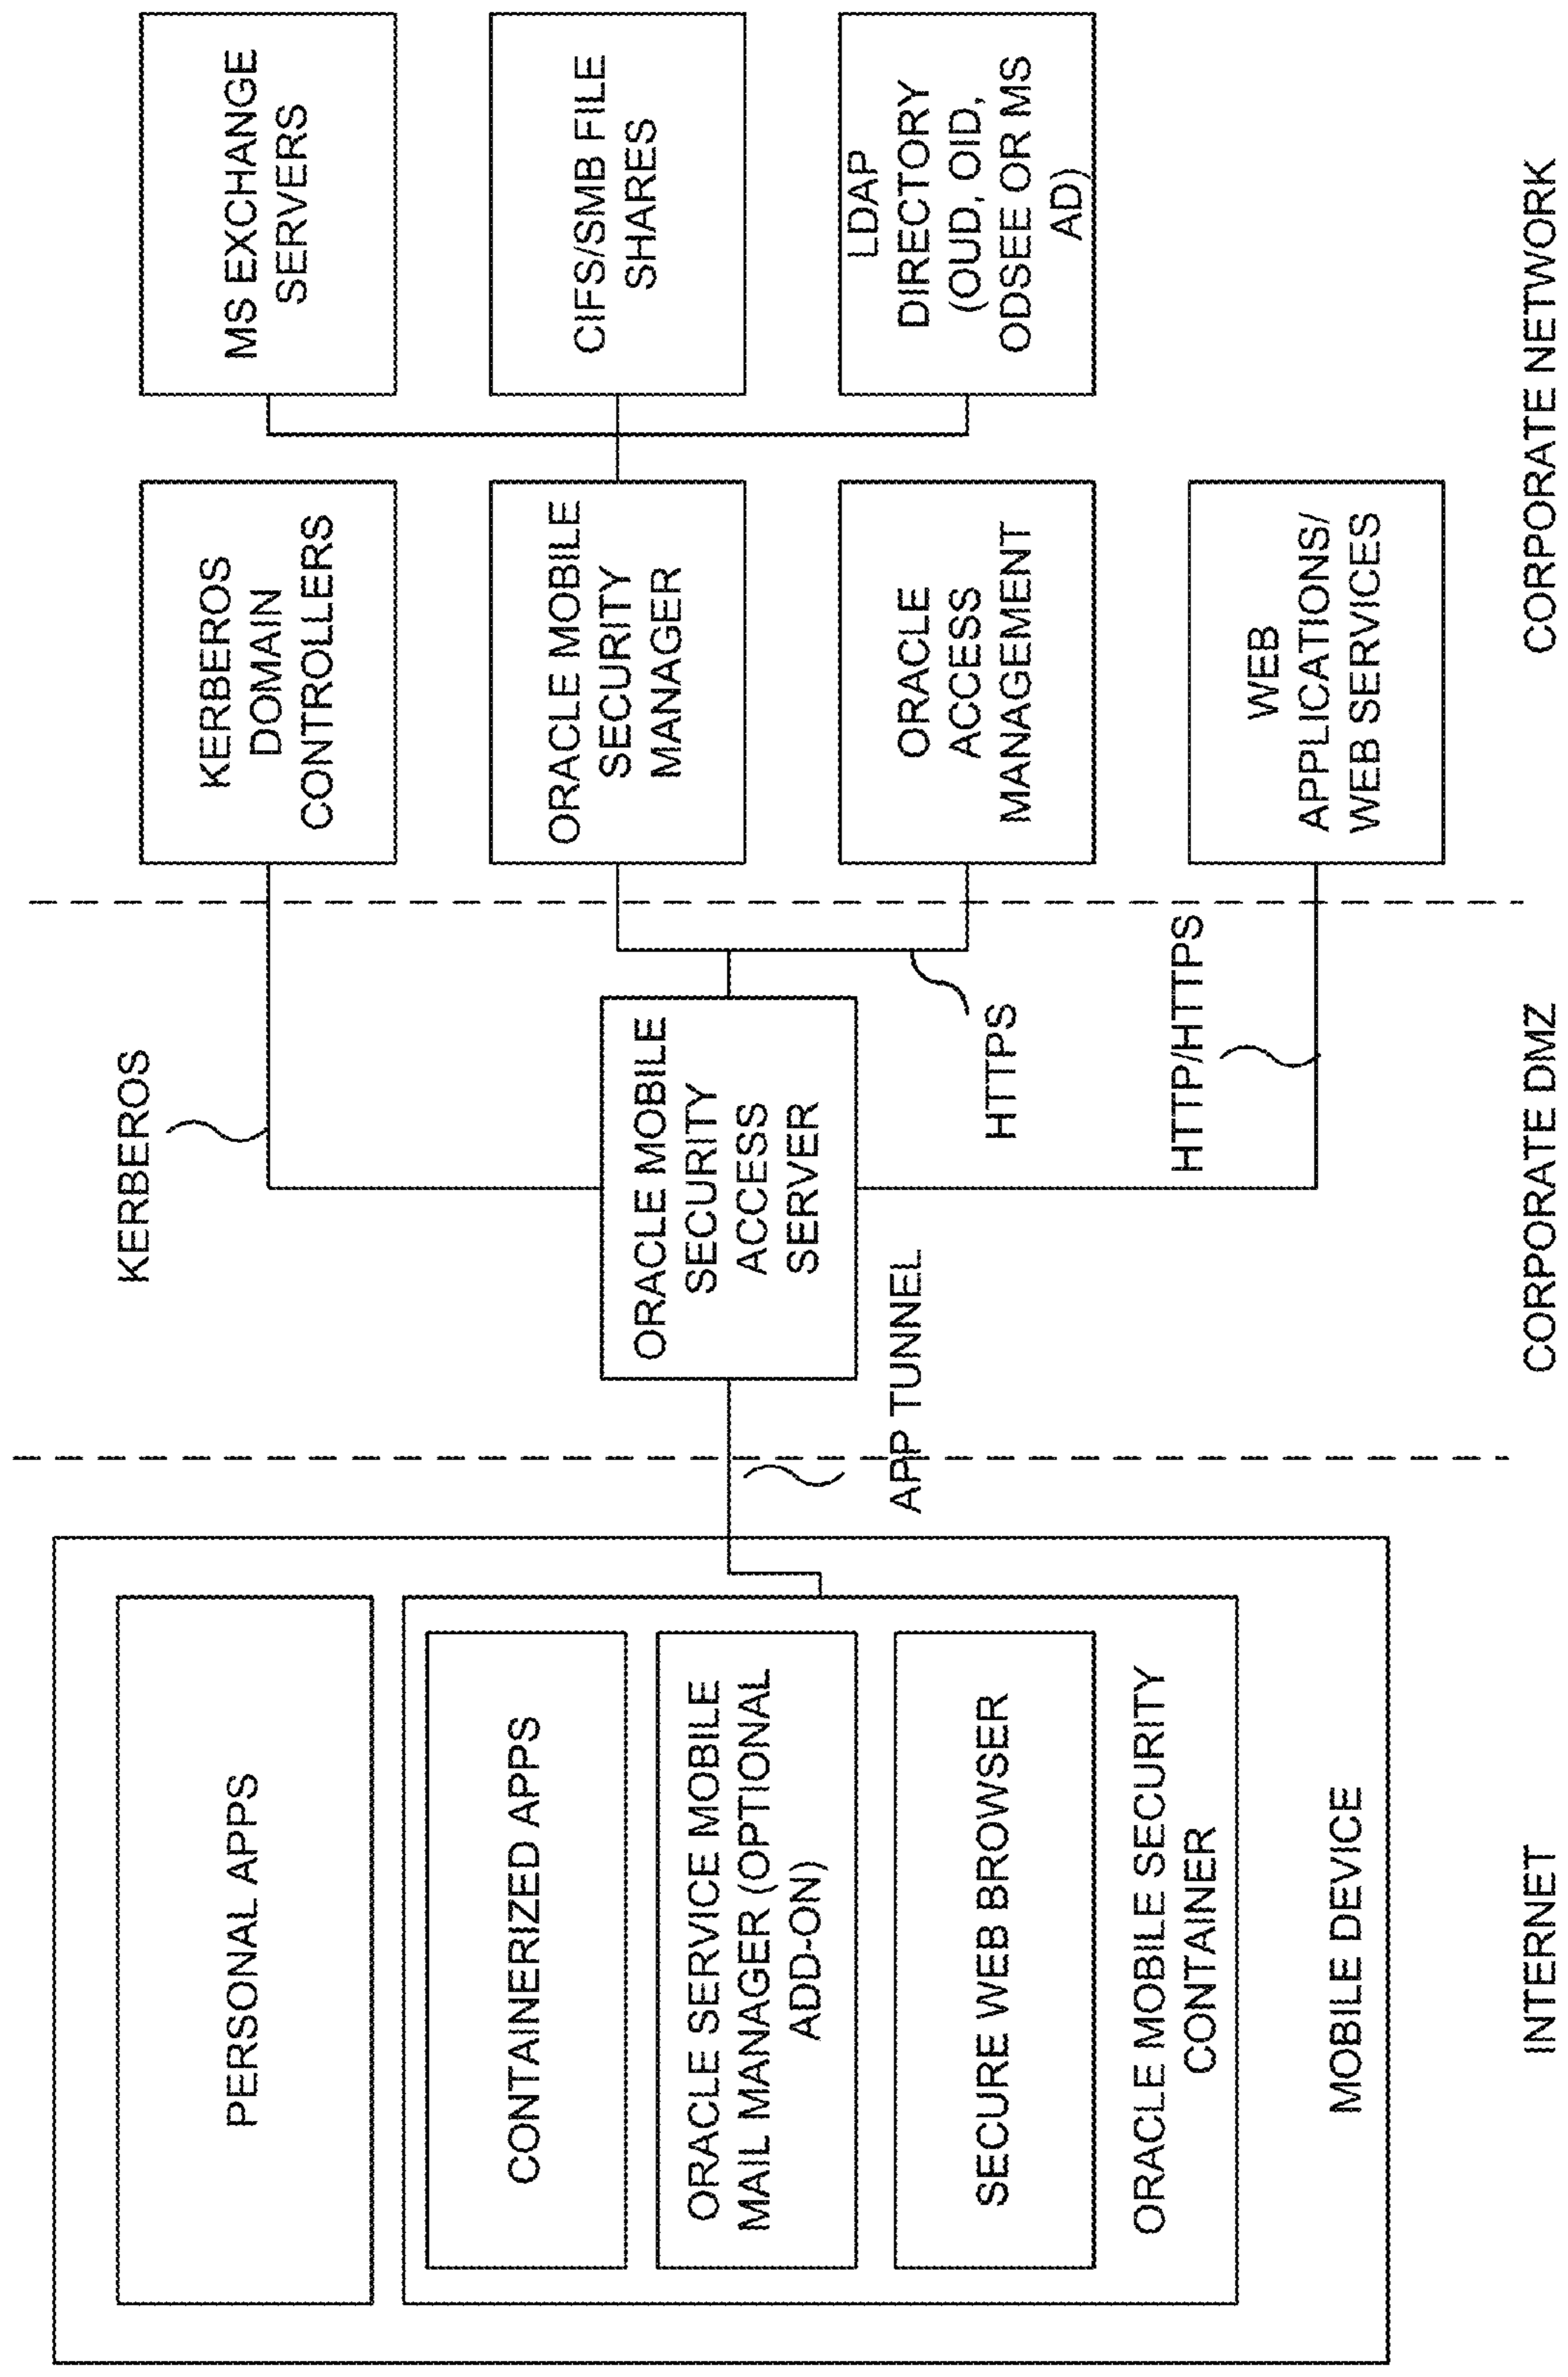 PERSONAL APPS
CONTAINERIZED APPS
ORACLE SERVICE MOBILE
MAIL MANAGER (OPTIONAL
ADD-ON)
SECURE WEB BROWSER
ORACLE MOBILE SECURITY
CONTAINER
MOBILE DEVICE
INTERNET
APP TUNNEL
KERBEROS
ORACLE MOBILE
SECURITY
ACCESS
SERVER
HTTPS
HTTP/HTTPS
CORPORATE DMZ
KERBEROS
DOMAIN
CONTROLLERS
ORACLE MOBILE
SECURITY
MANAGER
ORACLE
ACCESS
MANAGEMENT
WEB
APPLICATIONS/
WEB SERVICES
MS EXCHANGE
SERVERS
CIFS/SMB FILE
SHARES
LDAP
DIRECTORY
(OUD, OID,
ODSEE OR MS
AD)
CORPORATE NETWORK